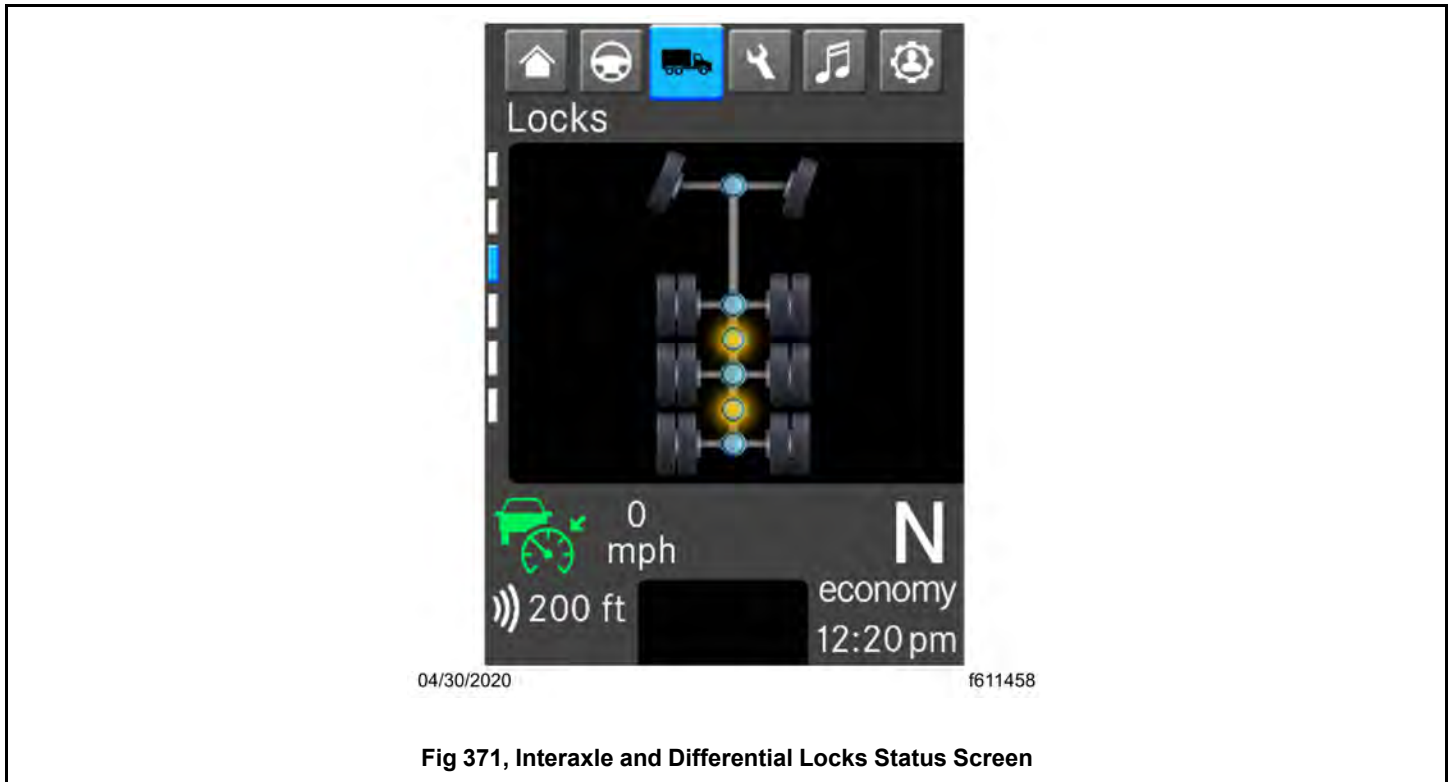 Locks
0
mph
N
economy
200 ft
12:20 pm
04/30/2020
f611458
Fig 371, Interaxle and Differential Locks Status Screen